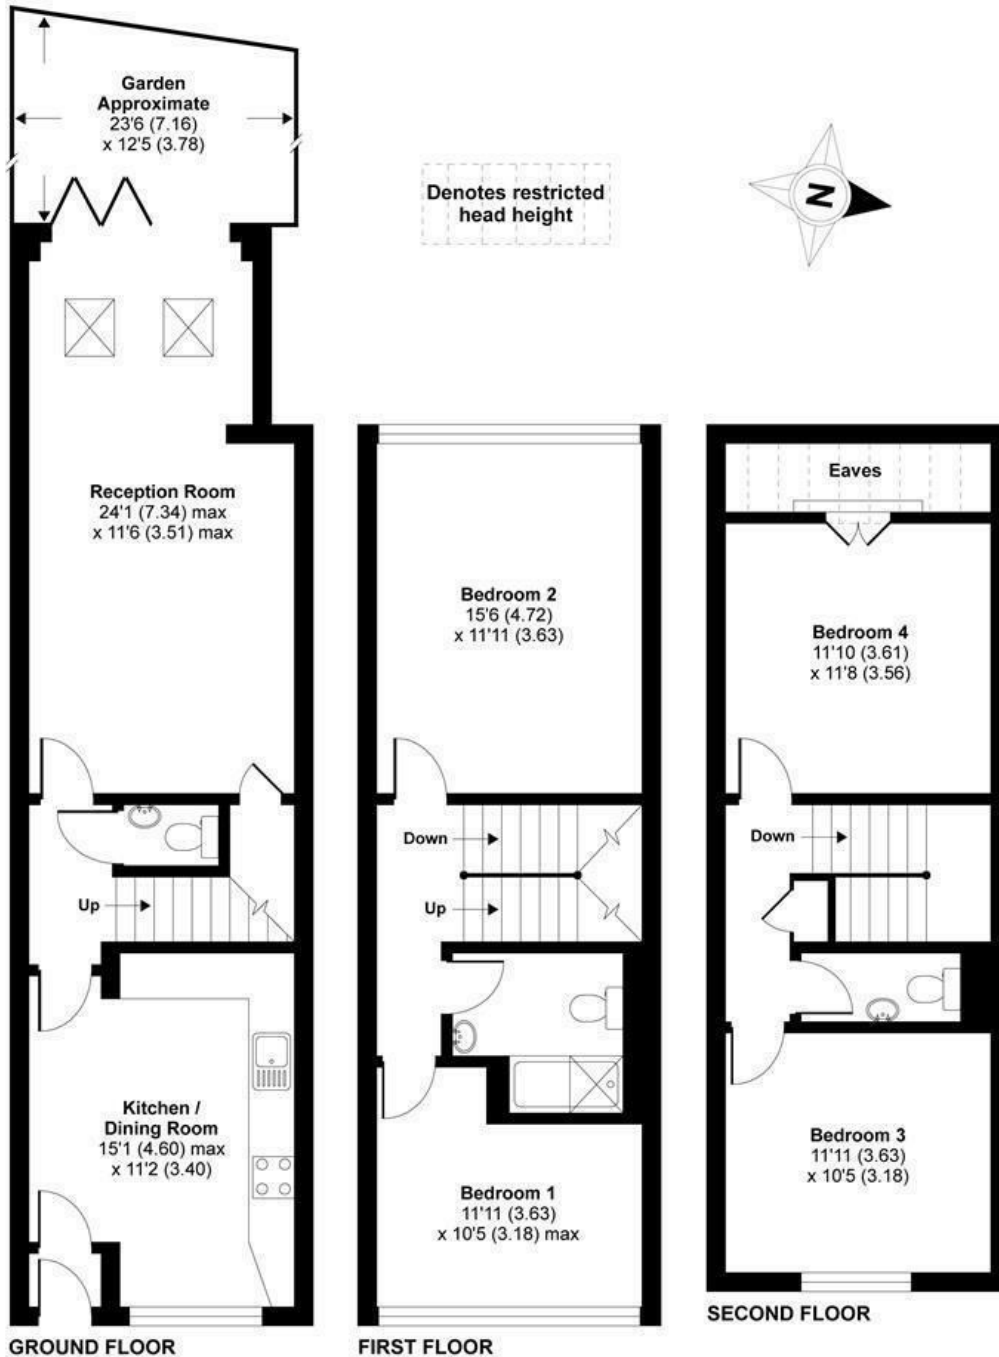 Garden
Approximate
23'6 (7.16)
x 12'5 (3.78)
Denotes restricted
head height
N
Reception Room
24'1 (7.34) max
x 11'6 (3.51) max
Up
Kitchen /
Dining Room
15'1 (4.60) max
x 11'2 (3.40)
GROUND FLOOR
Bedroom 2
15'6 (4.72)
x 11'11 (3.63)
Down
Up
Bedroom 1
11'11 (3.63)
x 10'5 (3.18) max
FIRST FLOOR
Eaves
Bedroom 4
11'10 (3.61)
x 11'8 (3.56)
Down
Bedroom 3
11'11 (3.63)
x 10'5 (3.18)
SECOND FLOOR